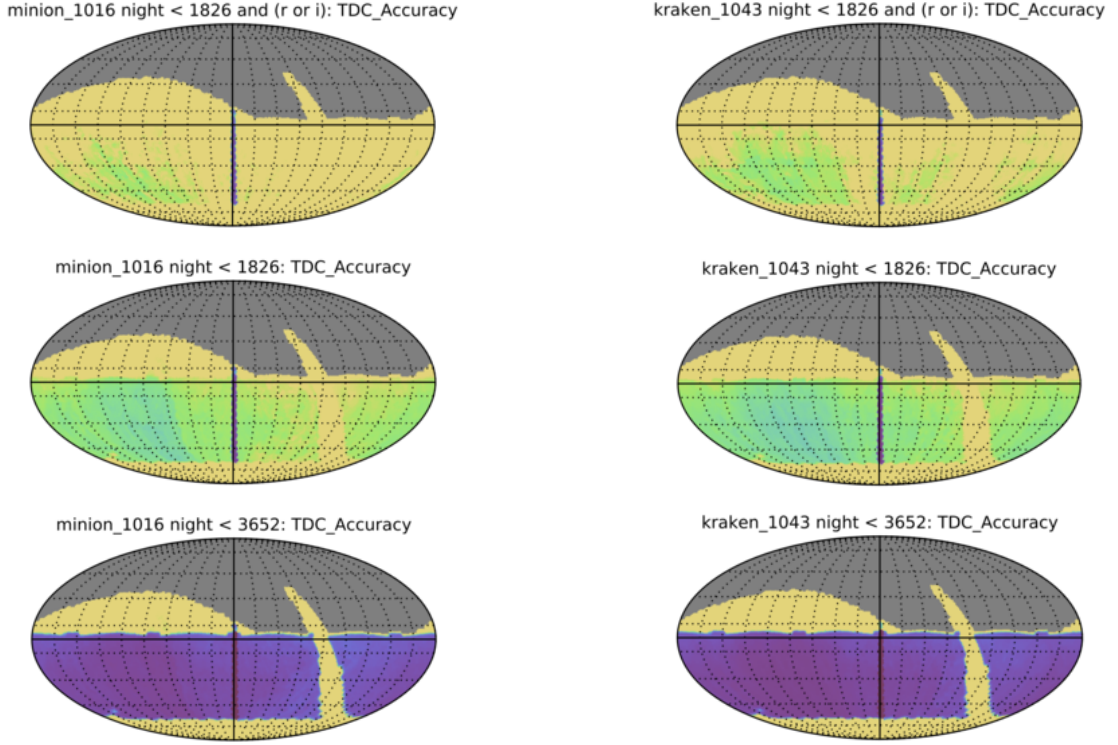 minion_1016 night < 1826 and (r or i): TDC_Accuracy
kraken_1043 night < 1826 and (r or i): TDC_Accuracy
minion_1016 night < 1826: TDC_Accuracy
kraken_1043 night < 1826: TDC_Accuracy
minion_1016 night < 3652: TDC_Accuracy
kraken_1043 night < 3652: TDC_Accuracy